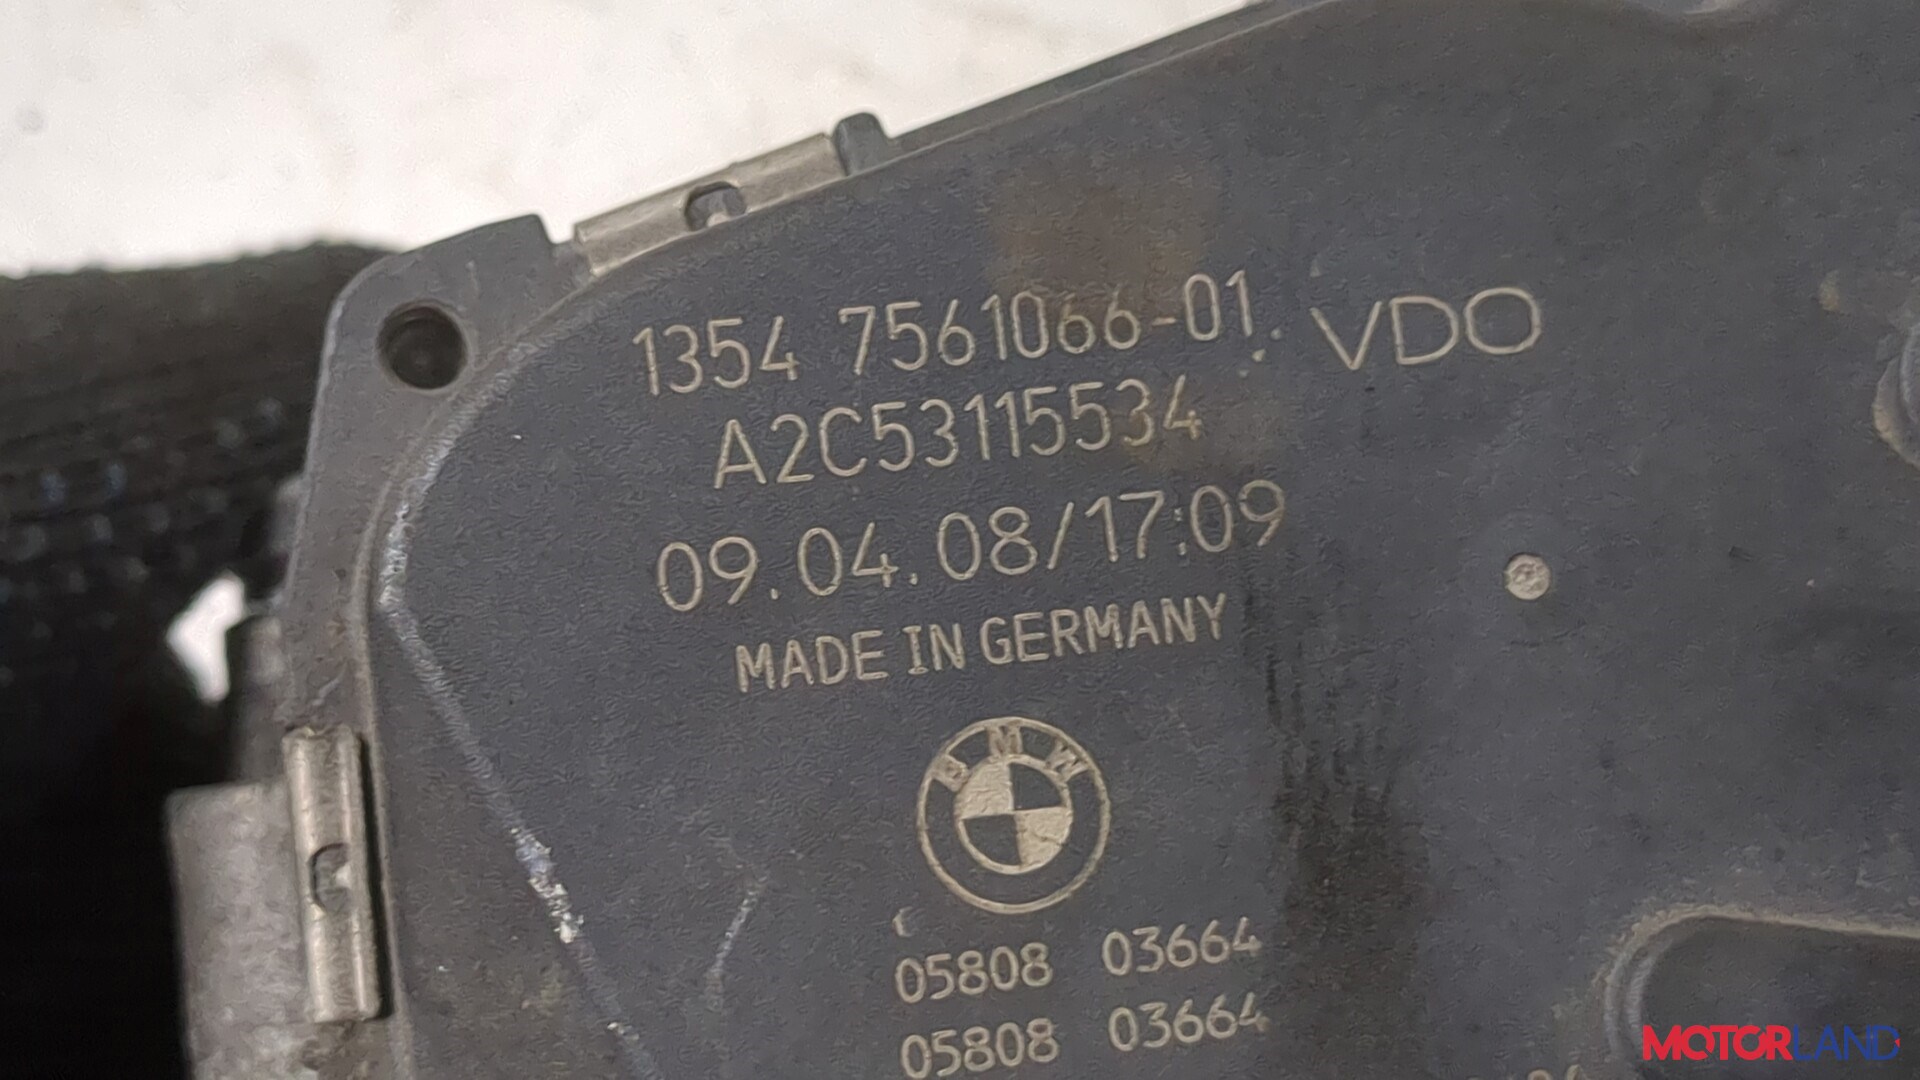 1354 7561066-01. VDO
A2C53115534
09.04.08/17:09
MADE IN GERMANY
BMW
05808 03664
05808 03664
MOTORLAND